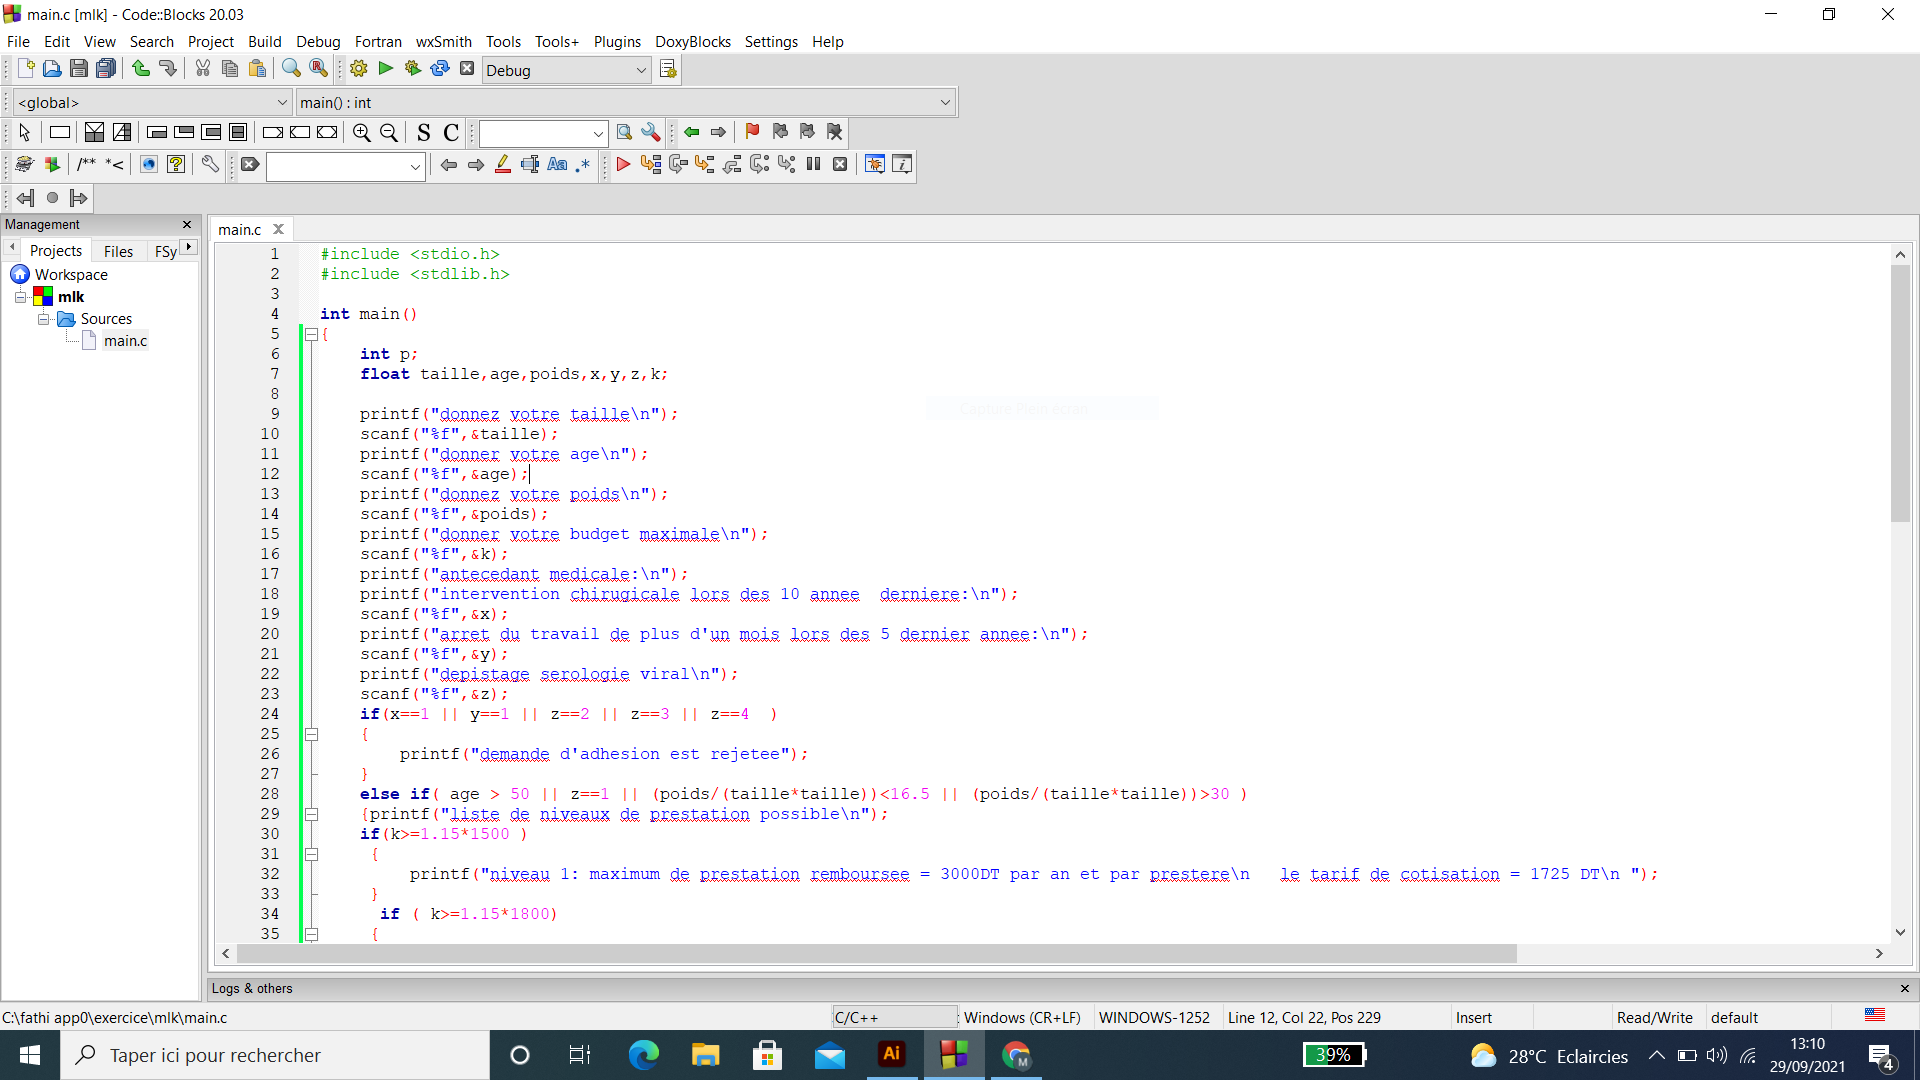 main.c [mlk] - Code::Blocks 20.03
File Edit View Search Project Build Debug Fortran wxSmith Tools Tools+ Plugins DoxyBlocks Settings Help
Debug
<global> main() : int
S C
/** *<
Aa .*
Management
main.c
Projects Files FSy
Workspace
mlk
Sources
main.c
1 #include <stdio.h>
2 #include <stdlib.h>
3
4 int main()
5 {
6 int p;
7 float taille,age,poids,x,y,z,k;
8
9 printf("donnez votre taille\n");
10 scanf("%f",&taille);
11 printf("donner votre age\n");
12 scanf("%f",&age);
13 printf("donnez votre poids\n");
14 scanf("%f",&poids);
15 printf("donner votre budget maximale\n");
16 scanf("%f",&k);
17 printf("antecedant medicale:\n");
18 printf("intervention chirugicale lors des 10 annee  derniere:\n");
19 scanf("%f",&x);
20 printf("arret du travail de plus d'un mois lors des 5 dernier annee:\n");
21 scanf("%f",&y);
22 printf("depistage serologie viral\n");
23 scanf("%f",&z);
24 if(x==1 || y==1 || z==2 || z==3 || z==4  )
25 {
26 printf("demande d'adhesion est rejetee");
27 }
28 else if( age > 50 || z==1 || (poids/(taille*taille))<16.5 || (poids/(taille*taille))>30 )
29 {printf("liste de niveaux de prestation possible\n");
30 if(k>=1.15*1500 )
31 {
32 printf("niveau 1: maximum de prestation remboursee = 3000DT par an et par prestere\n   le tarif de cotisation = 1725 DT\n ");
33 }
34 if ( k>=1.15*1800)
35 {
Capture Plein écran
Logs & others
C:\fathi app0\exercice\mlk\main.c C/C++ Windows (CR+LF) WINDOWS-1252 Line 12, Col 22, Pos 229 Insert Read/Write default
Taper ici pour rechercher
Ai
M
39%
28°C Eclaircies
13:10
29/09/2021
4